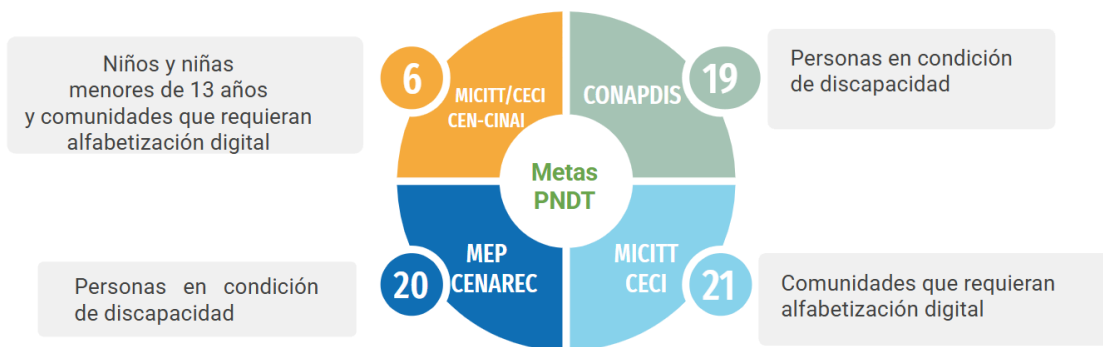 Niños y niñas
menores de 13 años
y comunidades que requieran
alfabetización digital
6
MICITT/CECI
CEN-CINAI
CONAPDIS
19
Personas en condición
de discapacidad
Metas
PNDT
Personas en condición
de discapacidad
20
MEP
CENAREC
MICITT
CECI
21
Comunidades que requieran
alfabetización digital